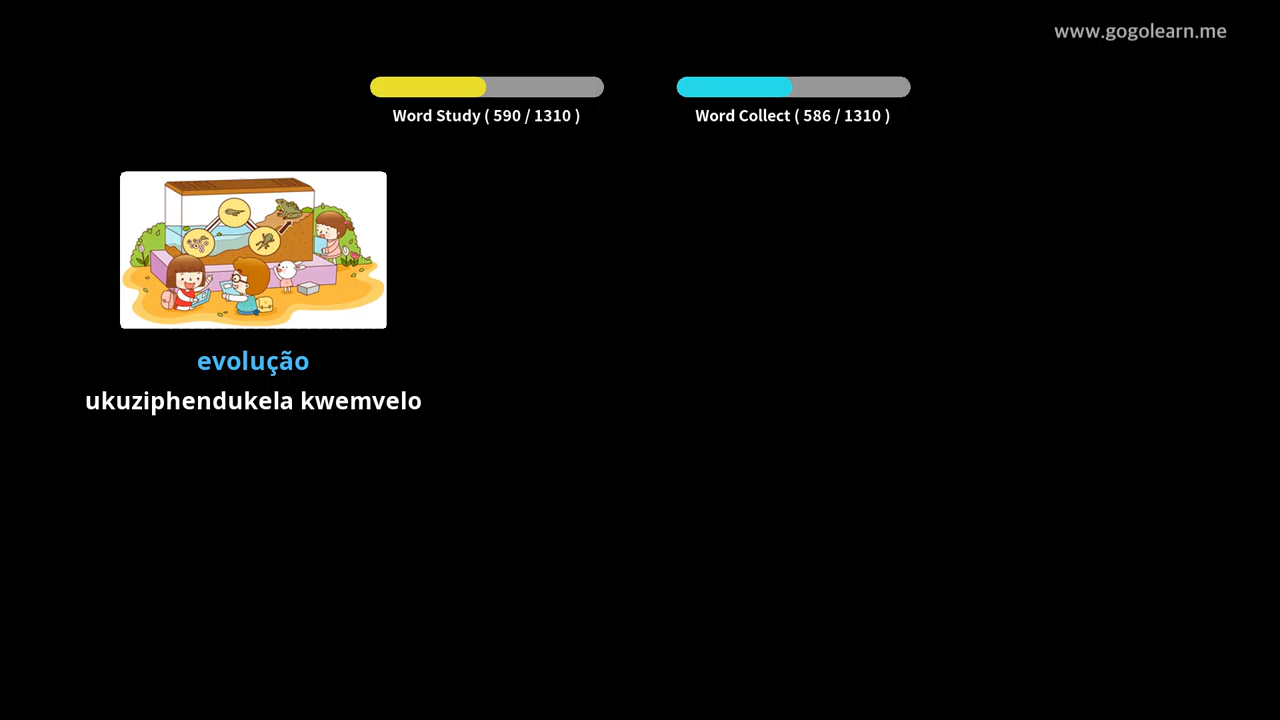 www.gogolearn.me
Word Study ( 590 / 1310 )
Word Collect ( 586 / 1310 )
evolução
ukuziphendukela kwemvelo